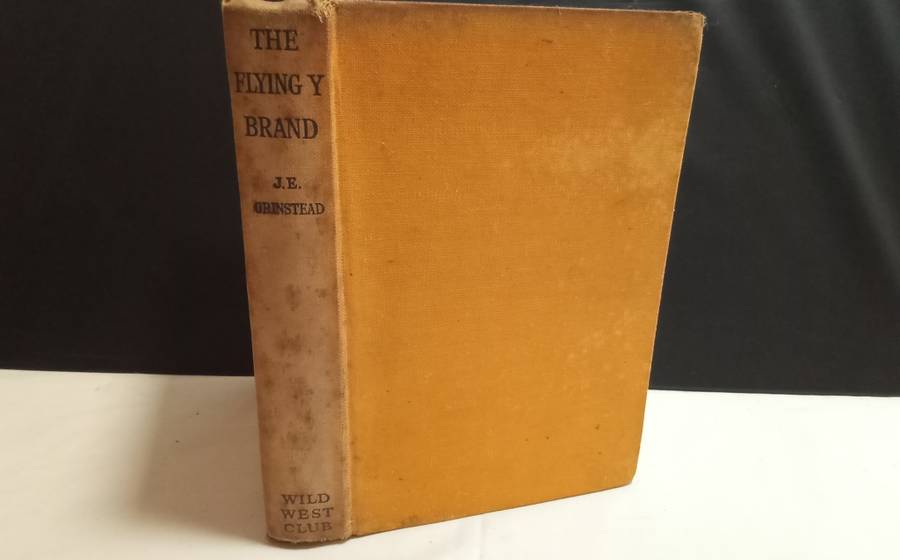 THE
FLYING Y
BRAND
J.E.
GRINSTEAD
WILD
WEST
CLUB